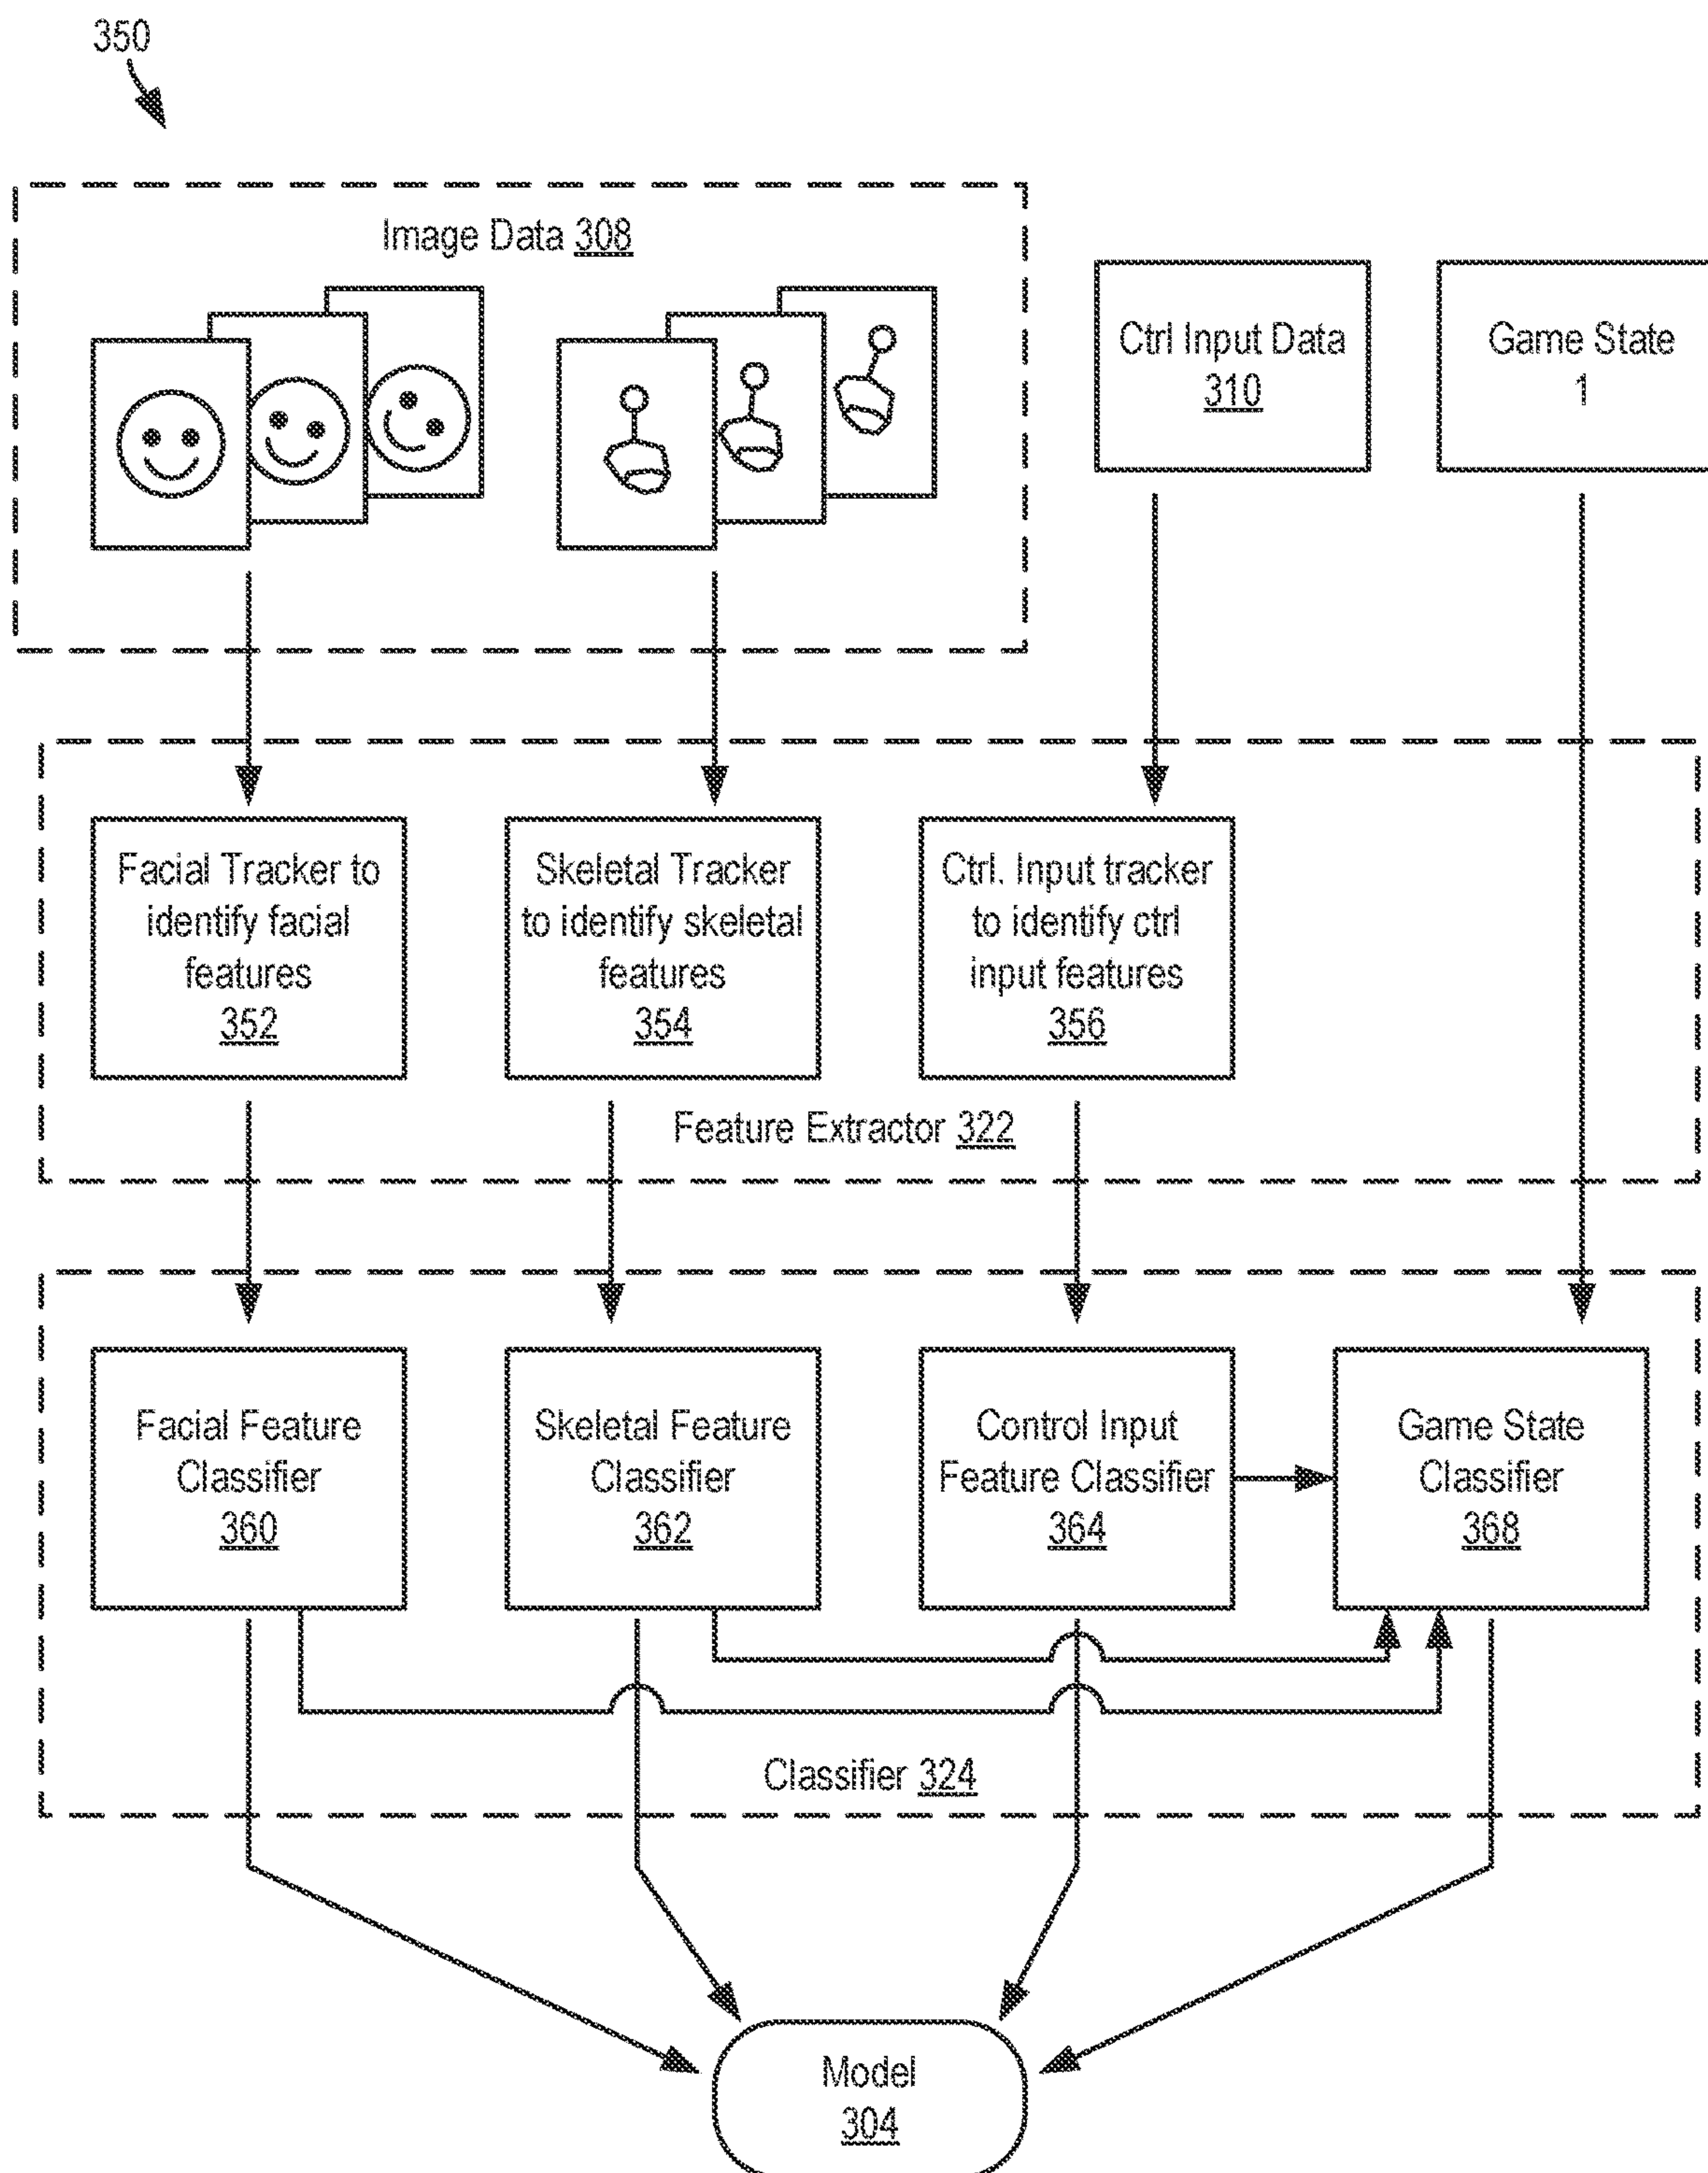 350
Image Data 308
Ctrl Input Data
310
Game State
1
Facial Tracker to
identify facial
features
352
Skeletal Tracker
to identify skeletal
features
354
Ctrl. Input tracker
to identify ctrl
input features
356
Feature Extractor 322
Facial Feature
Classifier
360
Skeletal Feature
Classifier
362
Control Input
Feature Classifier
364
Game State
Classifier
368
Classifier 324
Model
304